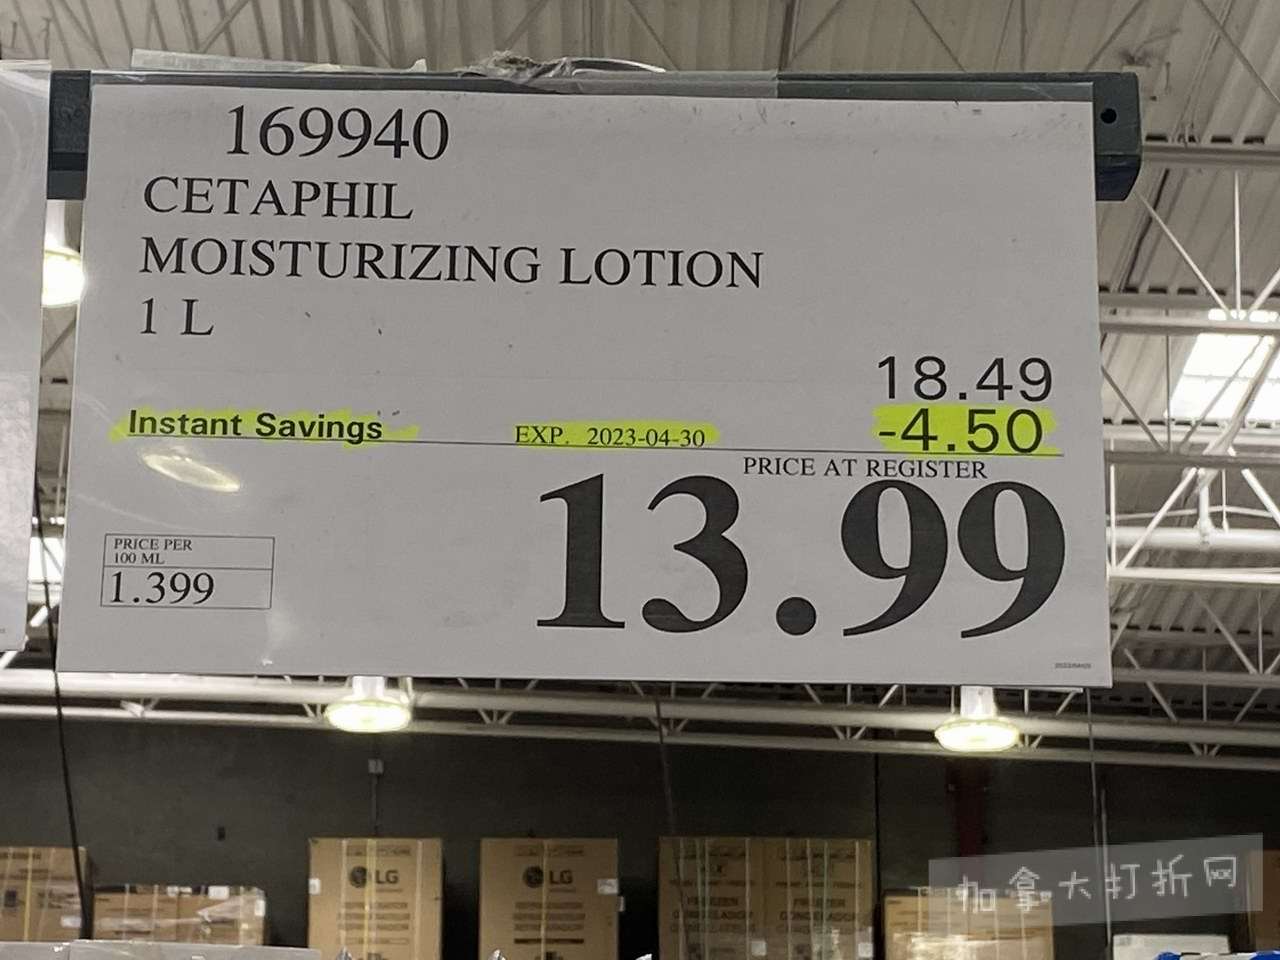 169940
CETAPHIL
MOISTURIZING LOTION
1 L
18.49
Instant Savings EXP. 2023-04-30 -4.50
PRICE AT REGISTER
13.99
PRICE PER
100 ML
1.399
LG
LG
加拿大打折网